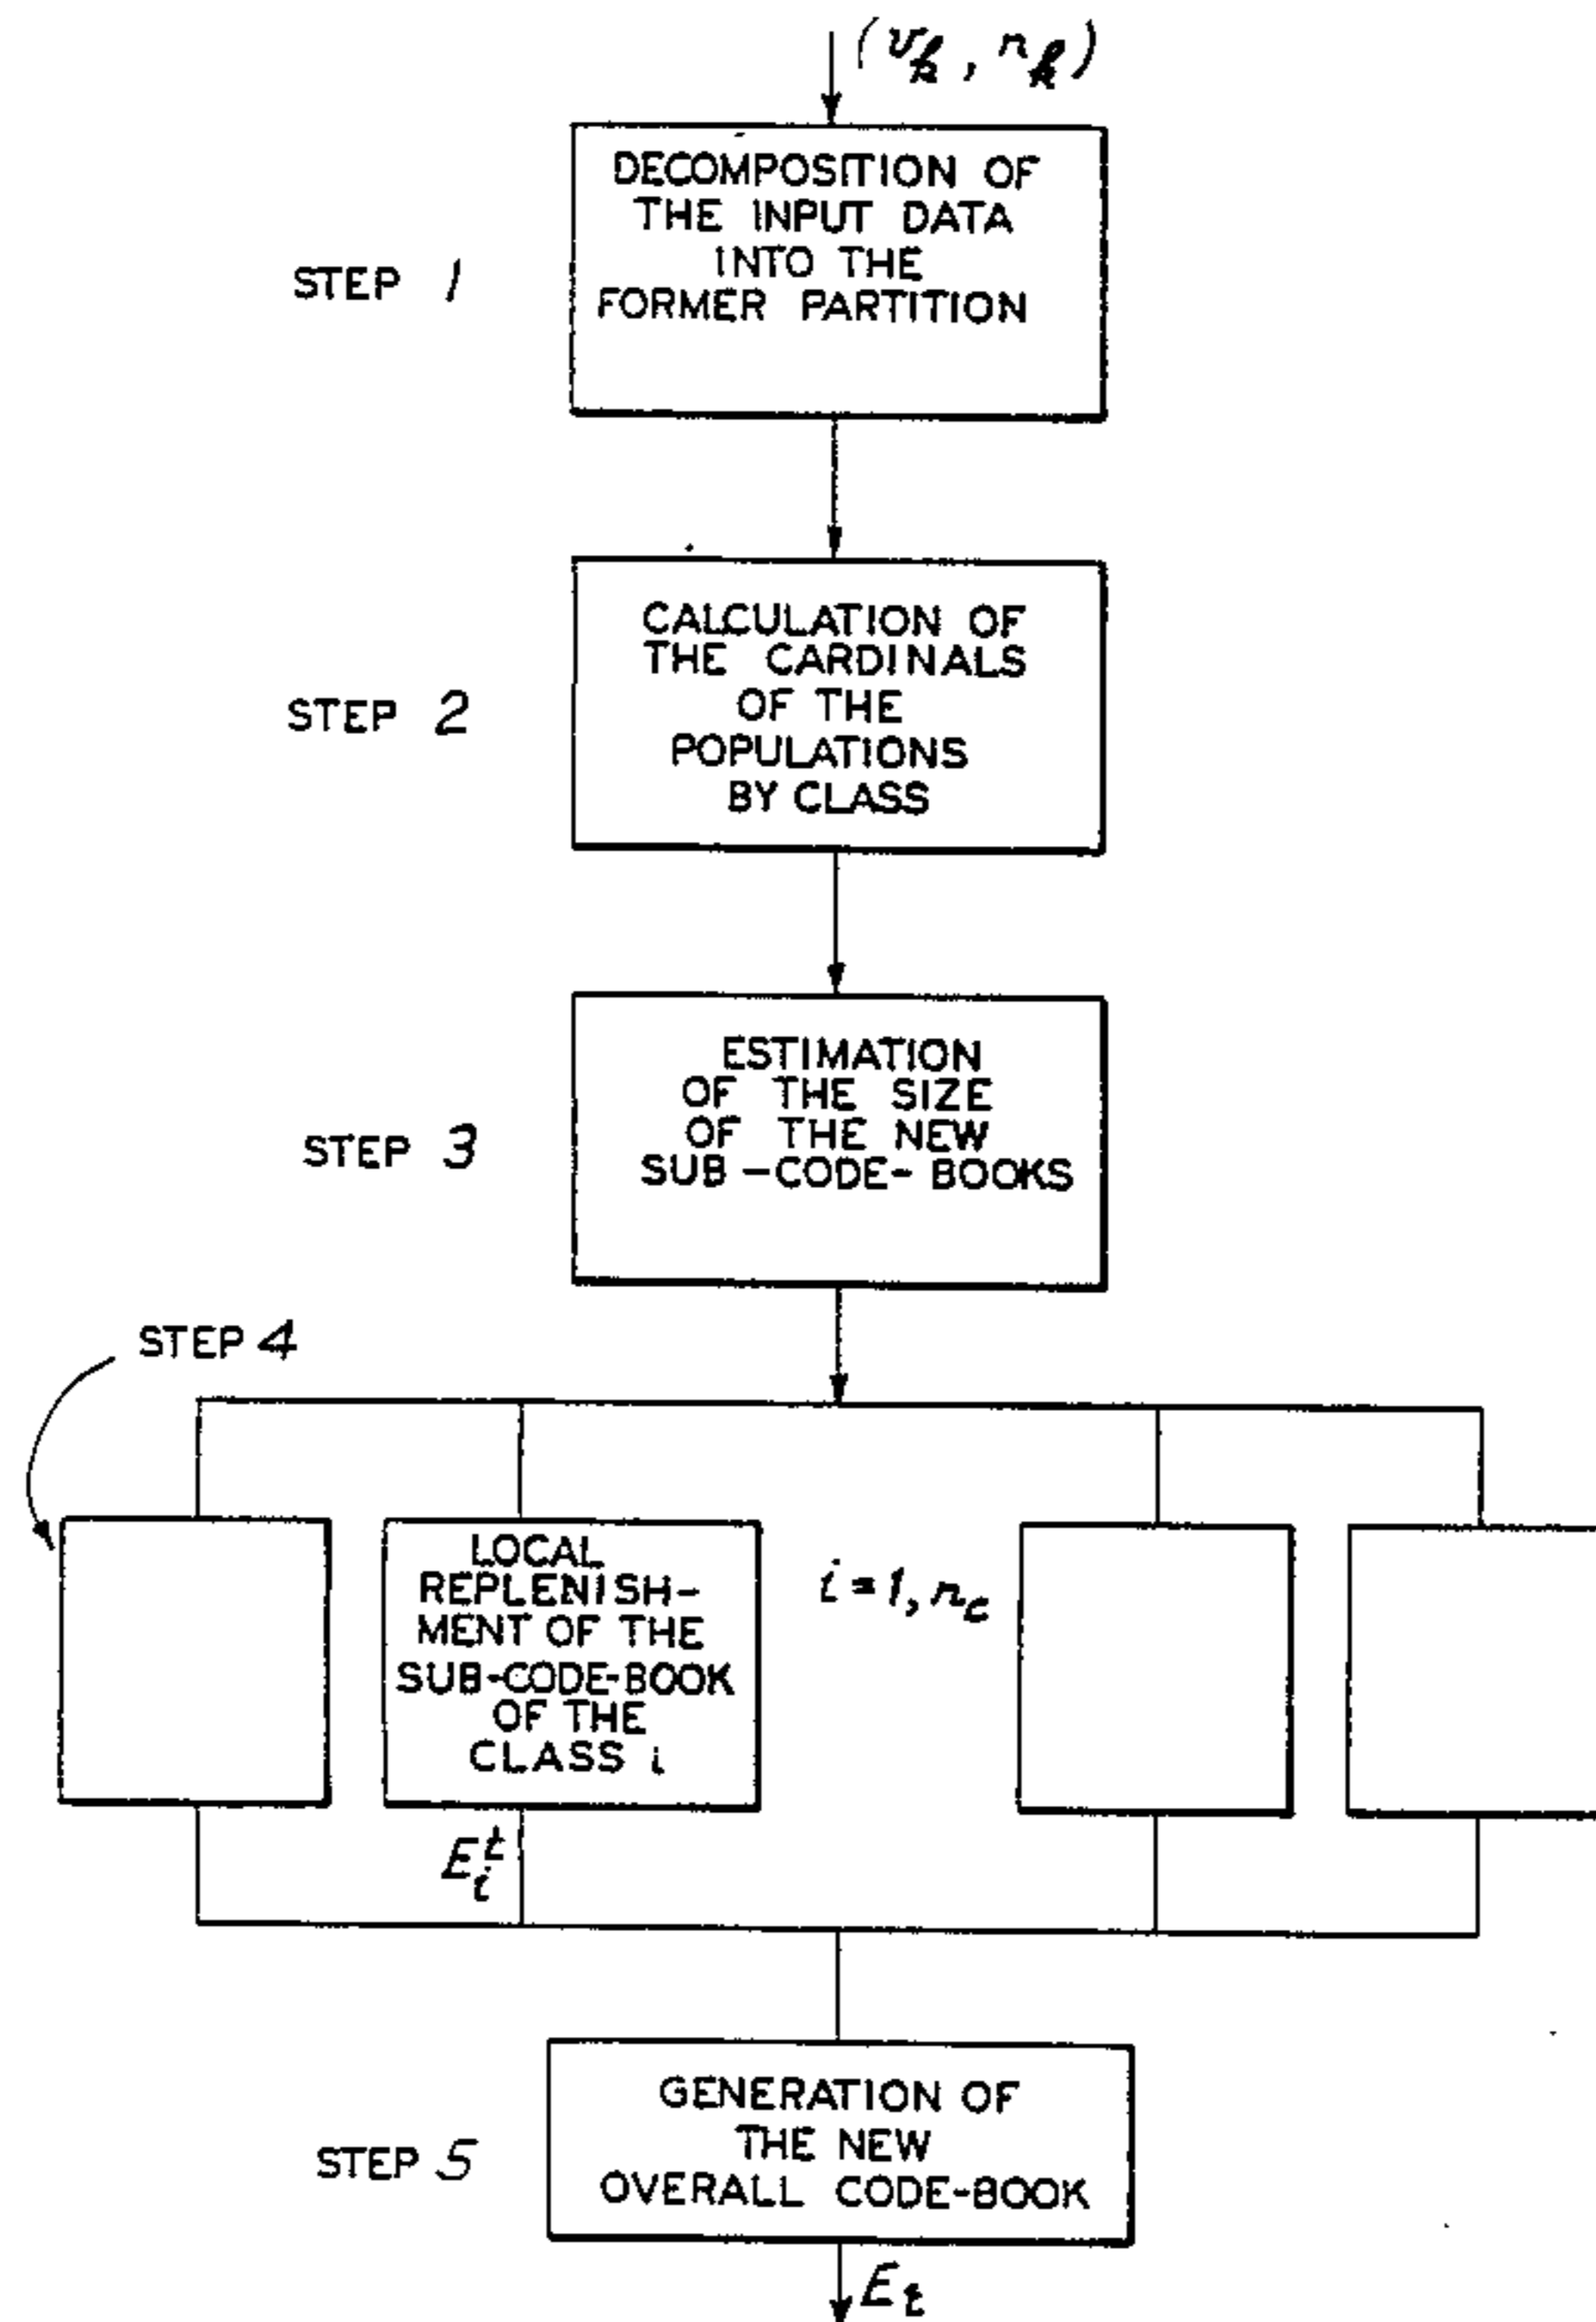 (v_k, n_k)
DECOMPOSITION OF
THE INPUT DATA
INTO THE
FORMER PARTITION
STEP 1
CALCULATION OF
THE CARDINALS
OF THE
POPULATIONS
BY CLASS
STEP 2
ESTIMATION
OF THE SIZE
OF THE NEW
SUB-CODE-BOOKS
STEP 3
STEP 4
LOCAL
REPLENISH-
MENT OF THE
SUB-CODE-BOOK
OF THE
CLASS i
i = 1, n_c
E_i^t
GENERATION OF
THE NEW
OVERALL CODE-BOOK
STEP 5
E_t